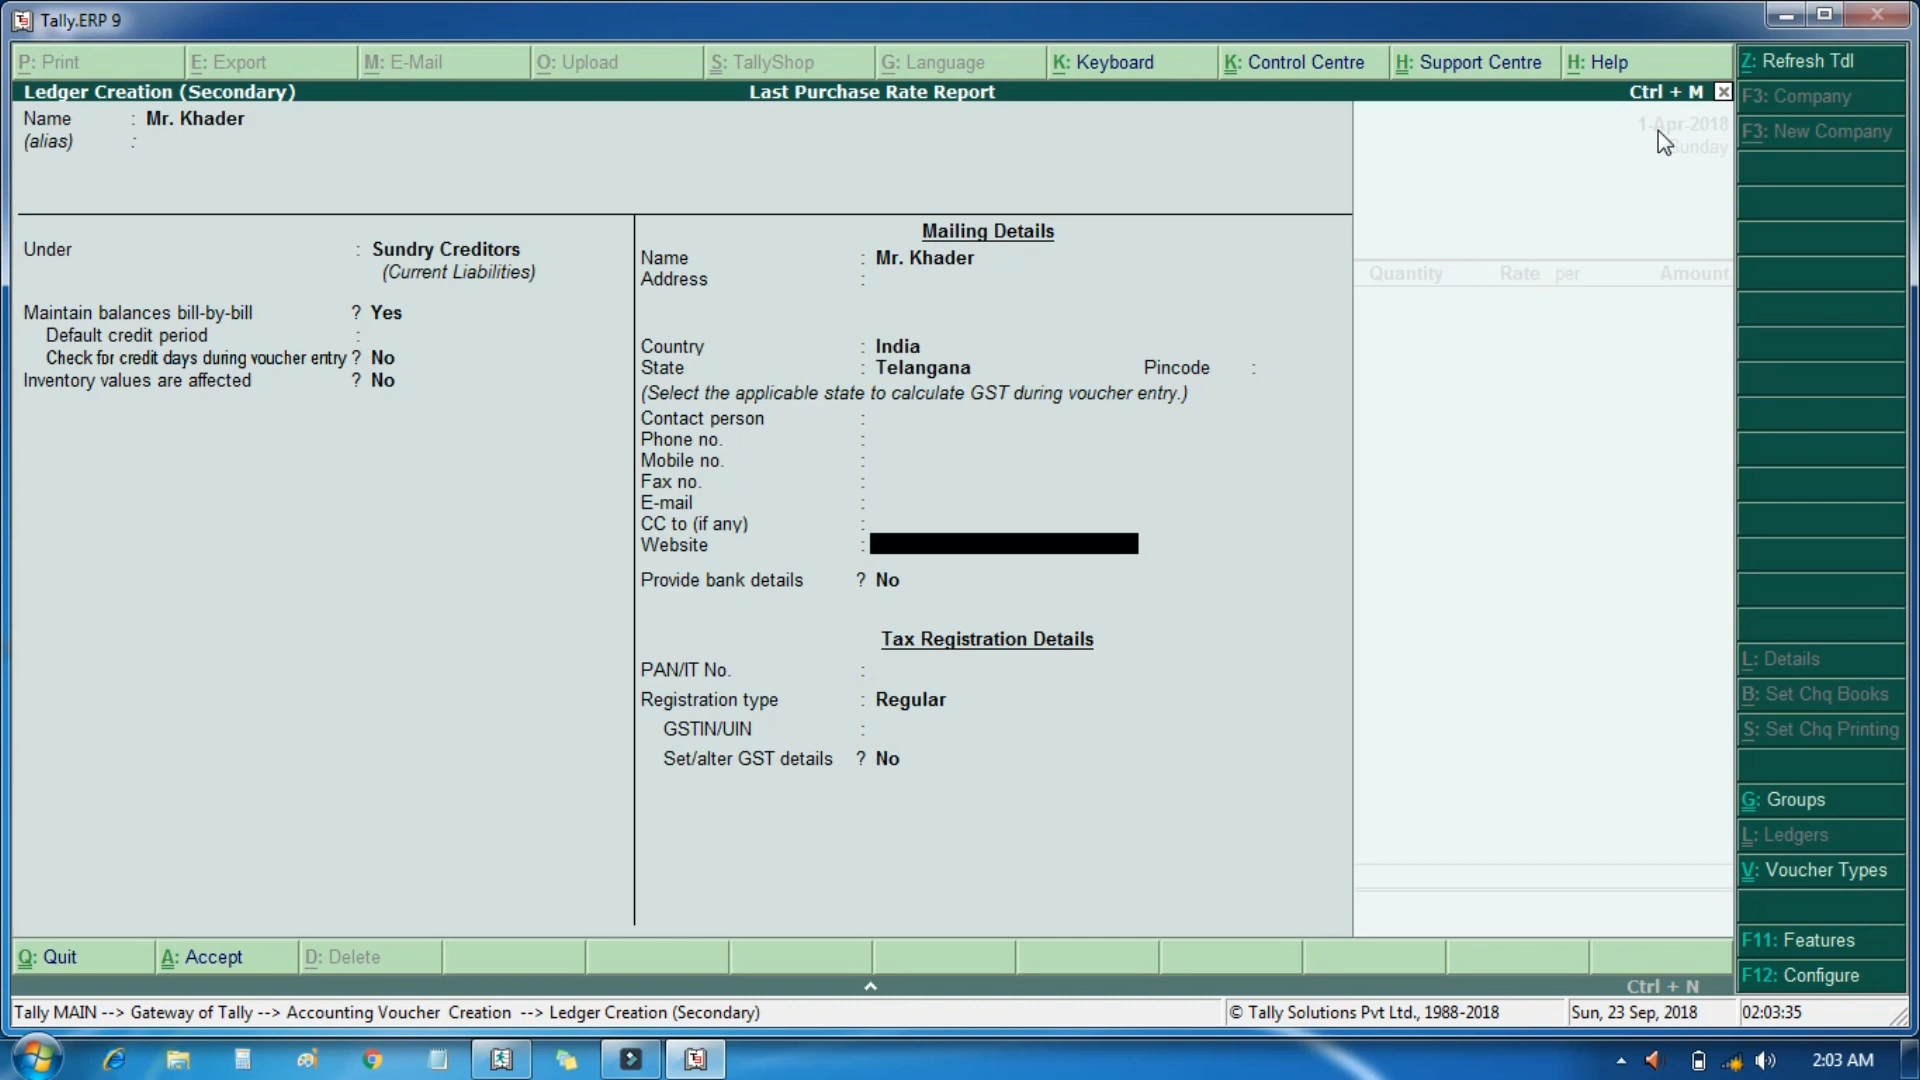 Tally.ERP 9
P: Print E: Export M: E-Mail O: Upload S: TallyShop G: Language K: Keyboard K: Control Centre H: Support Centre H: Help
Z: Refresh Tdl
Ledger Creation (Secondary) Last Purchase Rate Report Ctrl + M
F3: Company
Name : Mr. Khader
(alias) :
1-Apr-2018
Sunday
F3: New Company
Under : Sundry Creditors
(Current Liabilities)
Maintain balances bill-by-bill ? Yes
Default credit period :
Check for credit days during voucher entry ? No
Inventory values are affected ? No
Mailing Details
Name : Mr. Khader
Address :
Country : India
State : Telangana Pincode :
(Select the applicable state to calculate GST during voucher entry.)
Contact person :
Phone no. :
Mobile no. :
Fax no. :
E-mail :
CC to (if any) :
Website :
Provide bank details ? No
Tax Registration Details
PAN/IT No. :
Registration type : Regular
GSTIN/UIN :
Set/alter GST details ? No
Quantity Rate per Amount
L: Details
B: Set Chq Books
S: Set Chq Printing
G: Groups
L: Ledgers
V: Voucher Types
F11: Features
F12: Configure
Q: Quit A: Accept D: Delete
Ctrl + N
Tally MAIN --> Gateway of Tally --> Accounting Voucher Creation --> Ledger Creation (Secondary) © Tally Solutions Pvt Ltd., 1988-2018 Sun, 23 Sep, 2018 02:03:35
2:03 AM